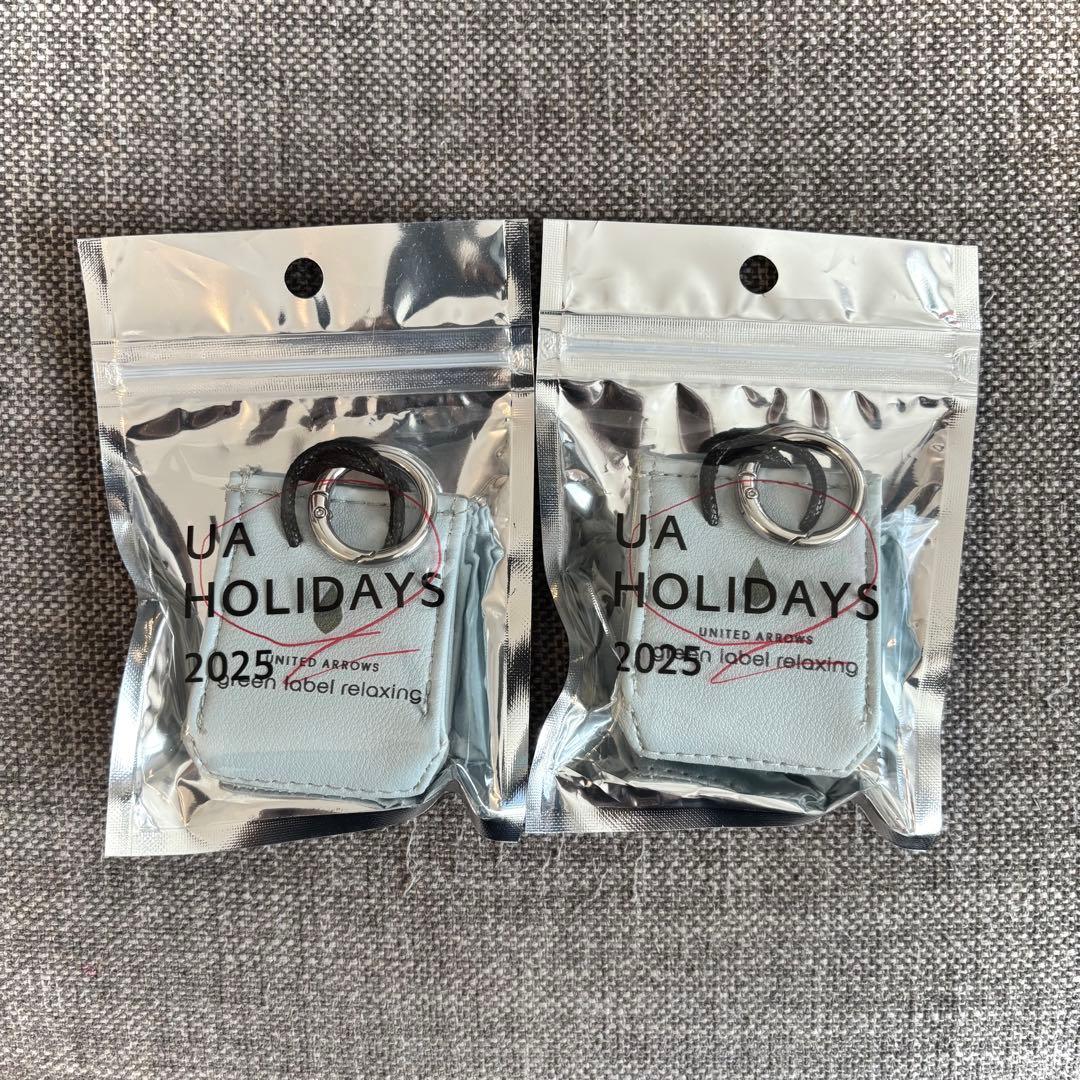 UA
HOLIDAYS
2025
UNITED ARROWS
green label relaxing
UA
HOLIDAYS
2025
UNITED ARROWS
green label relaxing